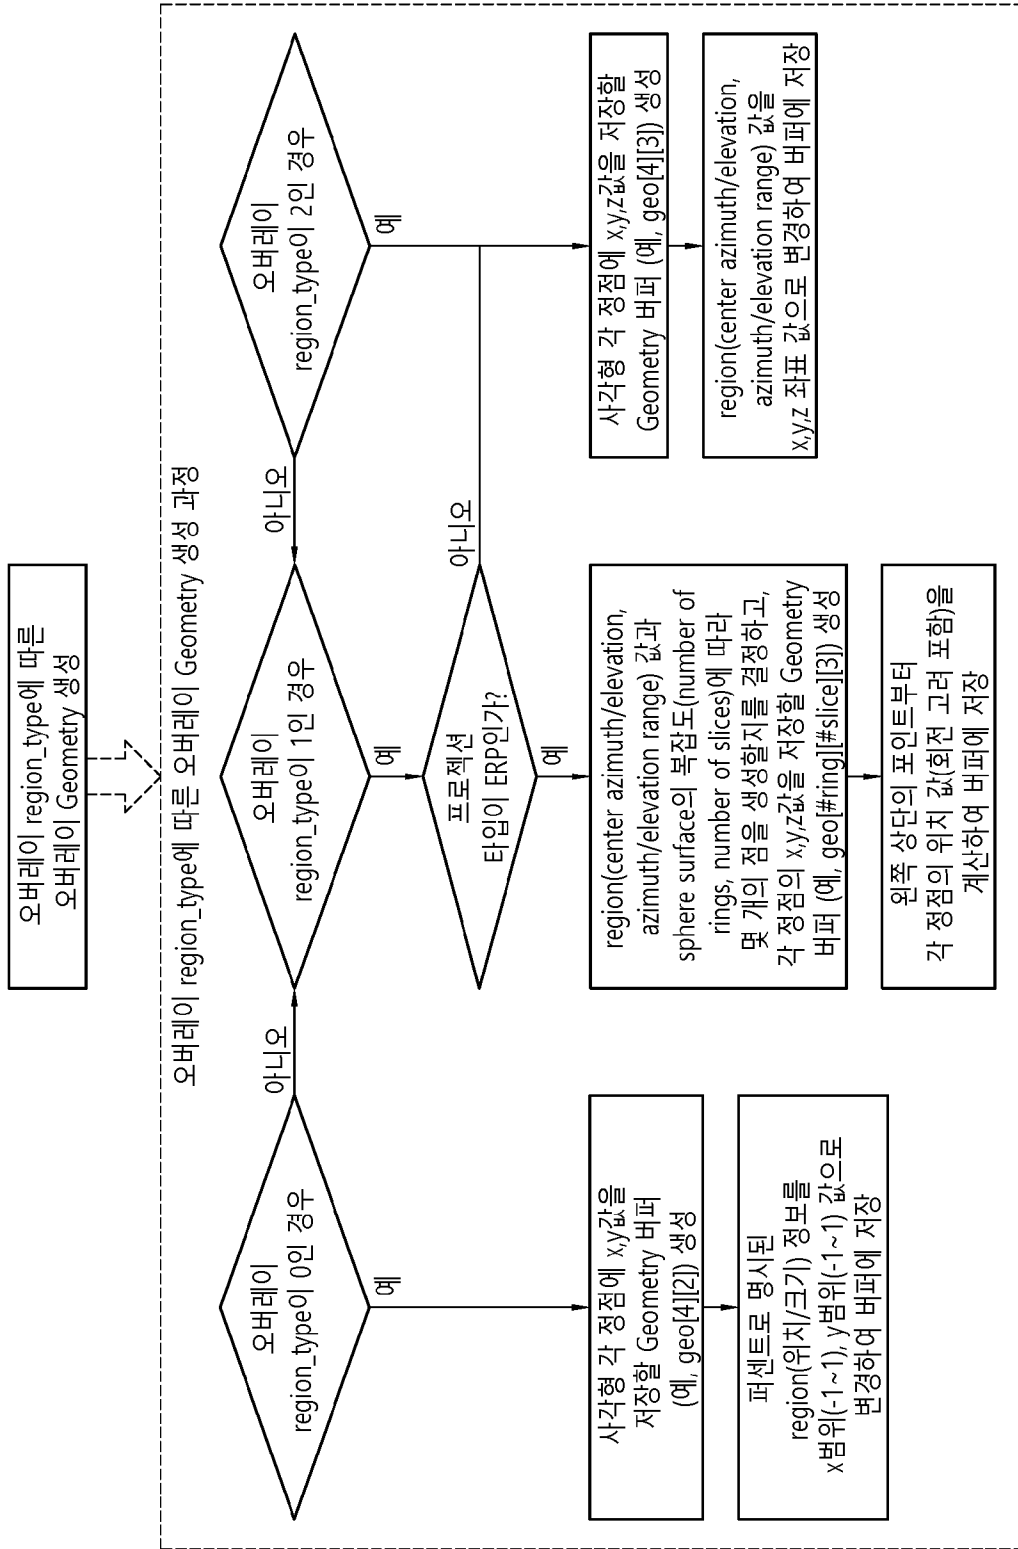 오버레이 region_type에 따른
오버레이 Geometry 생성
오버레이 region_type에 따른 오버레이 Geometry 생성 과정
오버레이
region_type이 0인 경우
아니오
예
사각형 각 정점에 x,y값을
저장할 Geometry 버퍼
(예, geo[4][2]) 생성
퍼센트로 명시된
region(위치/크기) 정보를
x범위(-1~1), y범위(-1~1) 값으로
변경하여 버퍼에 저장
오버레이
region_type이 1인 경우
예
프로젝션
타입이 ERP인가?
아니오
예
region(center azimuth/elevation,
azimuth/elevation range) 값과
sphere surface의 복잡도(number of
rings, number of slices)에 따라
몇 개의 점을 생성할지를 결정하고,
각 정점의 x,y,z값을 저장할 Geometry
버퍼 (예, geo[#ring][#slice][3]) 생성
왼쪽 상단의 포인트부터
각 정점의 위치 값(회전 고려 포함)을
계산하여 버퍼에 저장
오버레이
region_type이 2인 경우
아니오
예
사각형 각 정점에 x,y,z값을 저장할
Geometry 버퍼 (예, geo[4][3]) 생성
region(center azimuth/elevation,
azimuth/elevation range) 값을
x,y,z 좌표 값으로 변경하여 버퍼에 저장